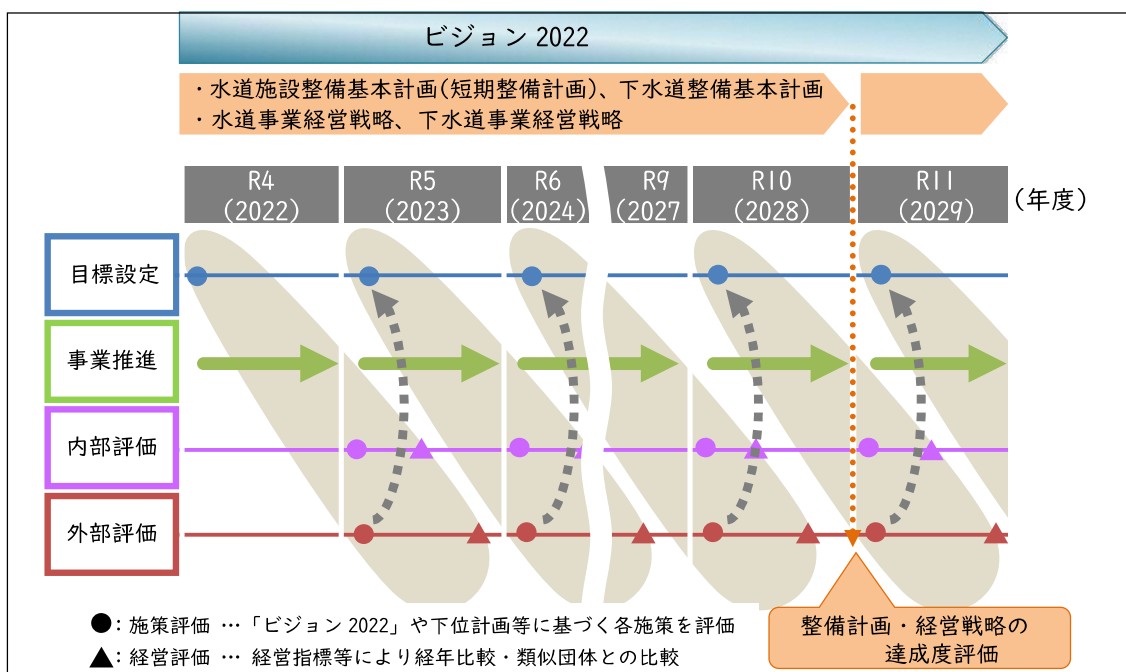 ビジョン 2022
・水道施設整備基本計画(短期整備計画)、下水道整備基本計画
・水道事業経営戦略、下水道事業経営戦略
R4 R5 R6 R9 R10 R11
(2022) (2023) (2024) (2027 (2028) (2029) (年度)
目標設定
事業推進
内部評価
外部評価
●: 施策評価 …「ビジョン 2022」や下位計画等に基づく各施策を評価
▲: 経営評価 … 経営指標等により経年比較・類似団体との比較
整備計画・経営戦略の
達成度評価